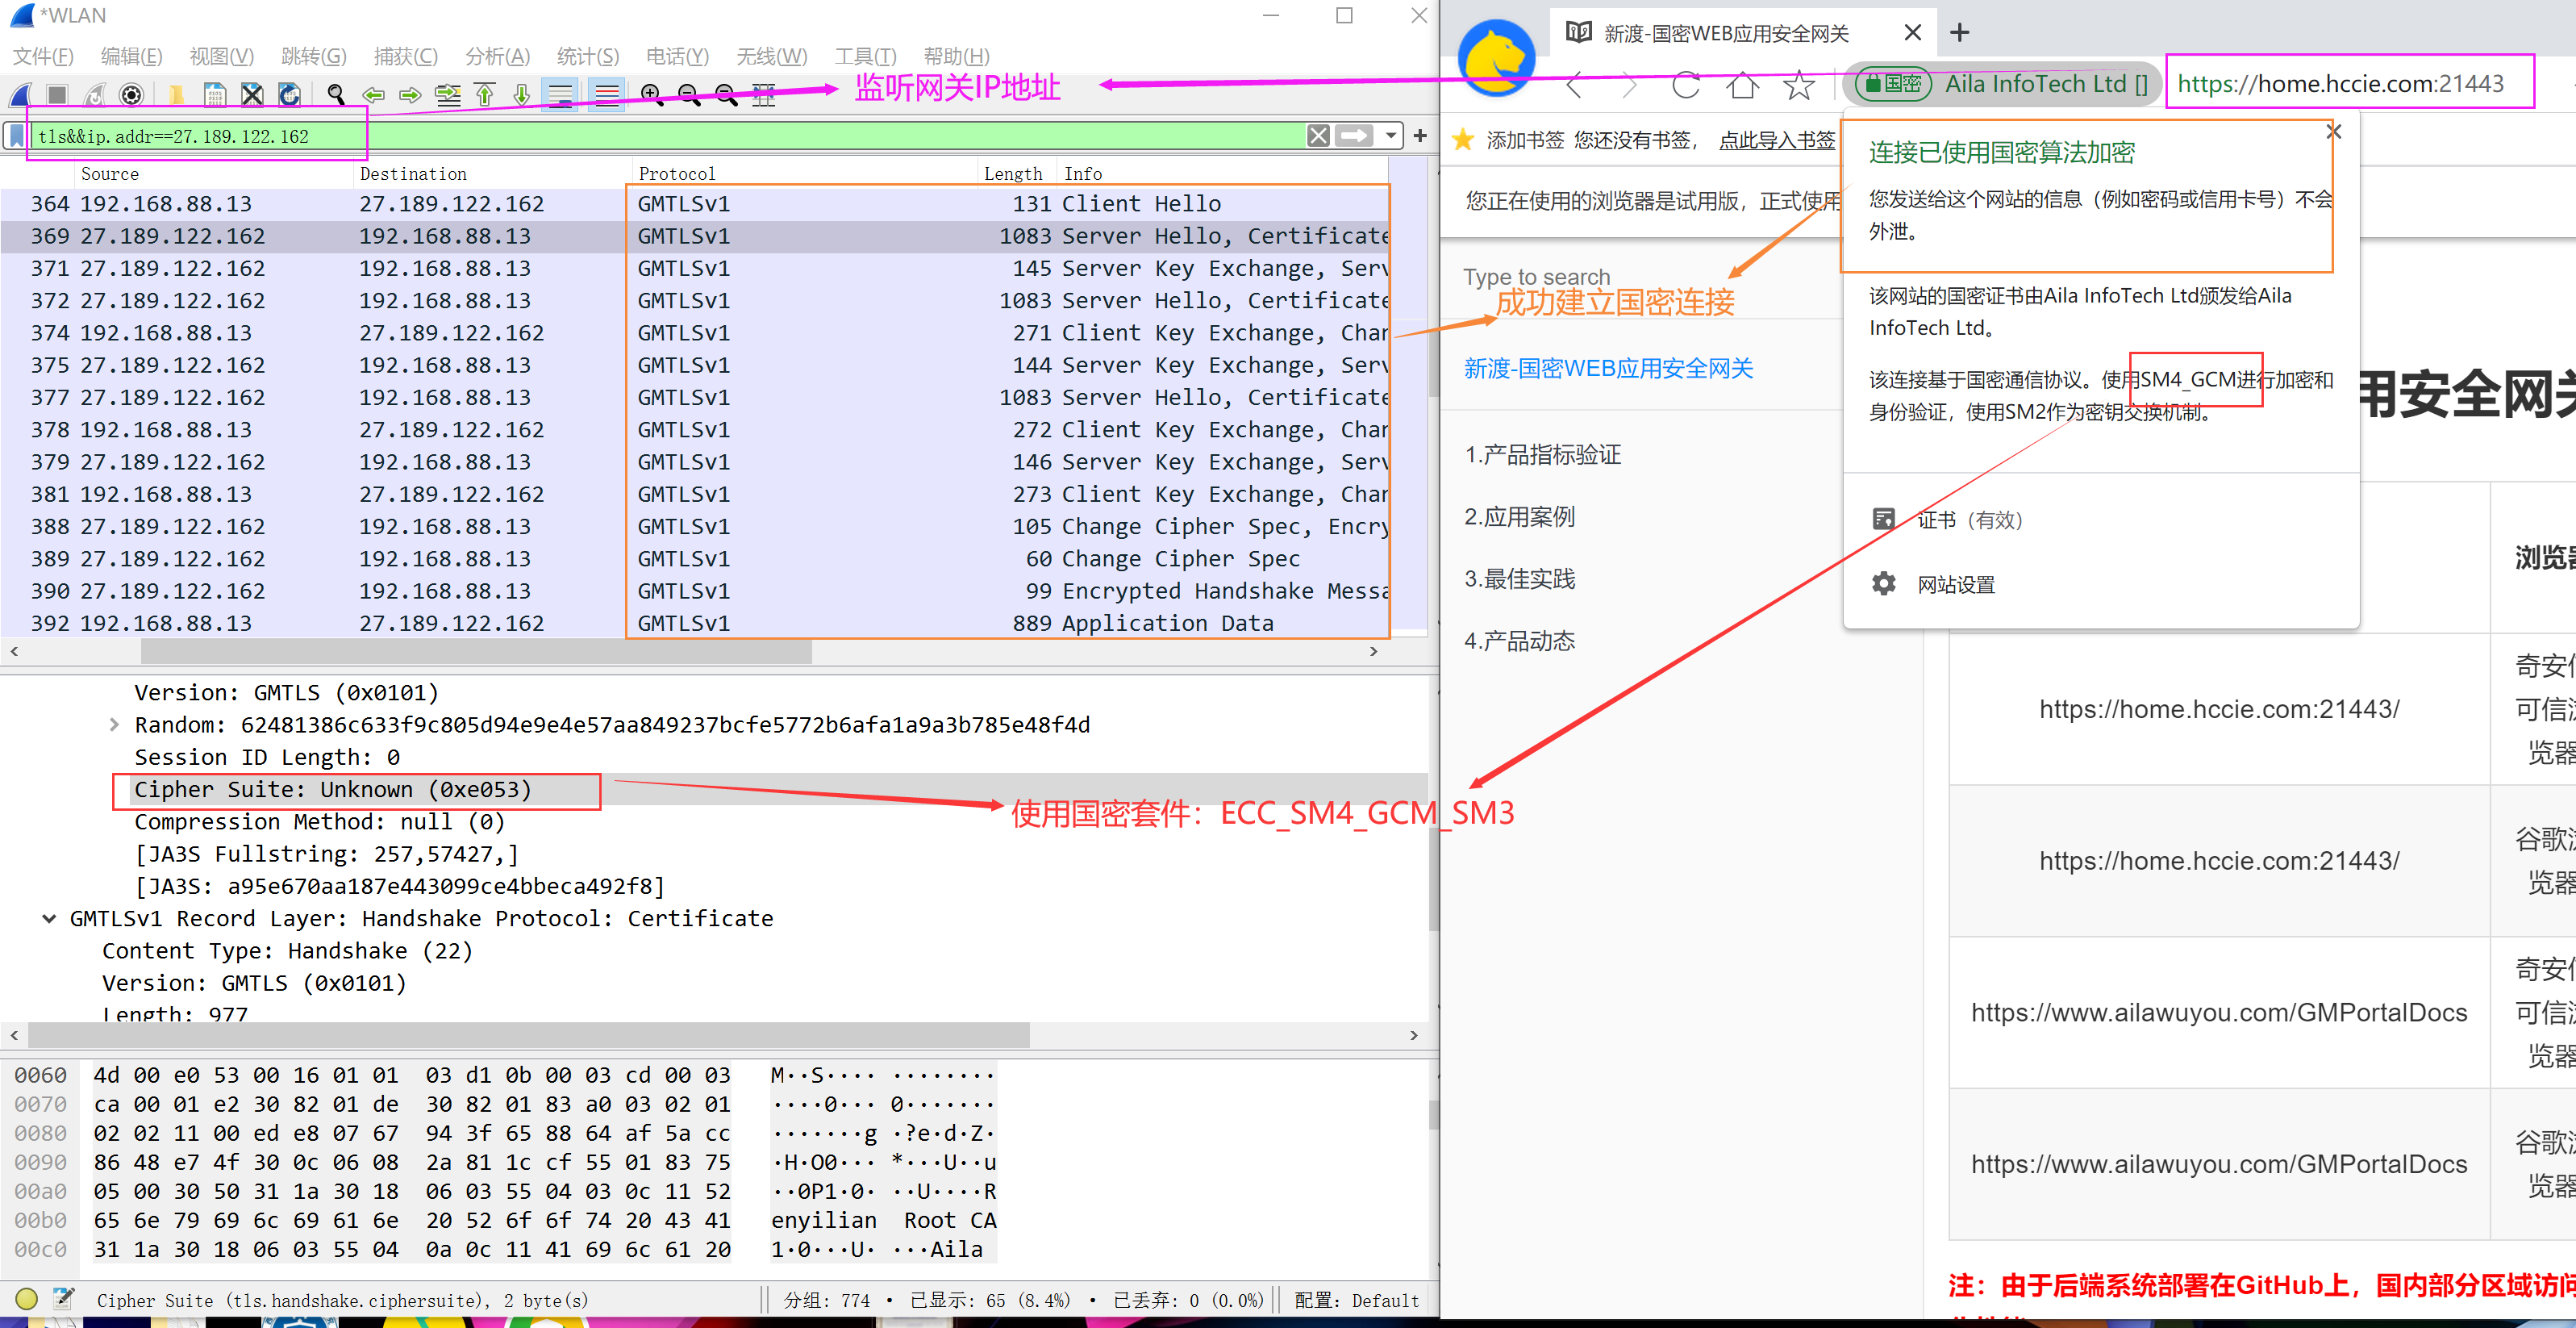 *WLAN
文件(F) 编辑(E) 视图(V) 跳转(G) 捕获(C) 分析(A) 统计(S) 电话(Y) 无线(W) 工具(T) 帮助(H)
监听网关IP地址
tls&&ip.addr==27.189.122.162
Source Destination Protocol Length Info
364 192.168.88.13 27.189.122.162 GMTLSv1 131 Client Hello
369 27.189.122.162 192.168.88.13 GMTLSv1 1083 Server Hello, Certificate
371 27.189.122.162 192.168.88.13 GMTLSv1 145 Server Key Exchange, Serv
372 27.189.122.162 192.168.88.13 GMTLSv1 1083 Server Hello, Certificate
374 192.168.88.13 27.189.122.162 GMTLSv1 271 Client Key Exchange, Char
375 27.189.122.162 192.168.88.13 GMTLSv1 144 Server Key Exchange, Serv
377 27.189.122.162 192.168.88.13 GMTLSv1 1083 Server Hello, Certificate
378 192.168.88.13 27.189.122.162 GMTLSv1 272 Client Key Exchange, Char
379 27.189.122.162 192.168.88.13 GMTLSv1 146 Server Key Exchange, Serv
381 192.168.88.13 27.189.122.162 GMTLSv1 273 Client Key Exchange, Char
388 27.189.122.162 192.168.88.13 GMTLSv1 105 Change Cipher Spec, Encry
389 27.189.122.162 192.168.88.13 GMTLSv1 60 Change Cipher Spec
390 27.189.122.162 192.168.88.13 GMTLSv1 99 Encrypted Handshake Messa
392 192.168.88.13 27.189.122.162 GMTLSv1 889 Application Data
Version: GMTLS (0x0101)
Random: 62481386c633f9c805d94e9e4e57aa849237bcfe5772b6afa1a9a3b785e48f4d
Session ID Length: 0
Cipher Suite: Unknown (0xe053)
使用国密套件：ECC_SM4_GCM_SM3
Compression Method: null (0)
[JA3S Fullstring: 257,57427,]
[JA3S: a95e670aa187e443099ce4bbeca492f8]
GMTLSv1 Record Layer: Handshake Protocol: Certificate
Content Type: Handshake (22)
Version: GMTLS (0x0101)
Length: 977
0060 4d 00 e0 53 00 16 01 01 03 d1 0b 00 03 cd 00 03 M··S···· ········
0070 ca 00 01 e2 30 82 01 de 30 82 01 83 a0 03 02 01 ····0··· 0·······
0080 02 02 11 00 ed e8 07 67 94 3f 65 88 64 af 5a cc ·······g ·?e·d·Z·
0090 86 48 e7 4f 30 0c 06 08 2a 81 1c cf 55 01 83 75 ·H·O0··· *···U··u
00a0 05 00 30 50 31 1a 30 18 06 03 55 04 03 0c 11 52 ··0P1·0· ··U····R
00b0 65 6e 79 69 6c 69 61 6e 20 52 6f 6f 74 20 43 41 enyilian Root CA
00c0 31 1a 30 18 06 03 55 04 0a 0c 11 41 69 6c 61 20 1·0···U· ···Aila
Cipher Suite (tls.handshake.ciphersuite), 2 byte(s) 分组: 774 · 已显示: 65 (8.4%) · 已丢弃: 0 (0.0%) 配置: Default
新渡-国密WEB应用安全网关
国密 Aila InfoTech Ltd [] https://home.hccie.com:21443
添加书签 您还没有书签， 点此导入书签
您正在使用的浏览器是试用版，正式使用
连接已使用国密算法加密
您发送给这个网站的信息（例如密码或信用卡号）不会
外泄。
该网站的国密证书由Aila InfoTech Ltd颁发给Aila
InfoTech Ltd。
该连接基于国密通信协议。使用SM4_GCM进行加密和
身份验证，使用SM2作为密钥交换机制。
证书（有效）
网站设置
Type to search
成功建立国密连接
新渡-国密WEB应用安全网关
1.产品指标验证
2.应用案例
3.最佳实践
4.产品动态
用安全网关
浏览器
https://home.hccie.com:21443/
奇安信
可信浏
览器
https://home.hccie.com:21443/
谷歌浏
览器
https://www.ailawuyou.com/GMPortalDocs
奇安信
可信浏
览器
https://www.ailawuyou.com/GMPortalDocs
谷歌浏
览器
注：由于后端系统部署在GitHub上，国内部分区域访问